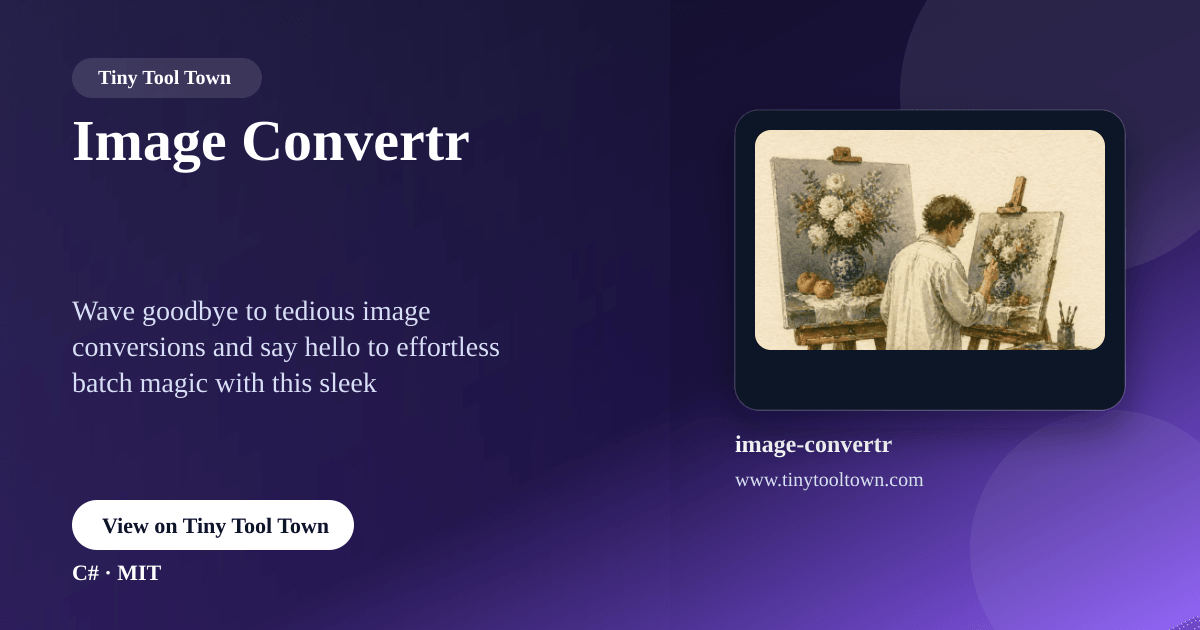 Tiny Tool Town
Image Convertr
Wave goodbye to tedious image
conversions and say hello to effortless
batch magic with this sleek
View on Tiny Tool Town
C# · MIT
image-convertr
www.tinytooltown.com